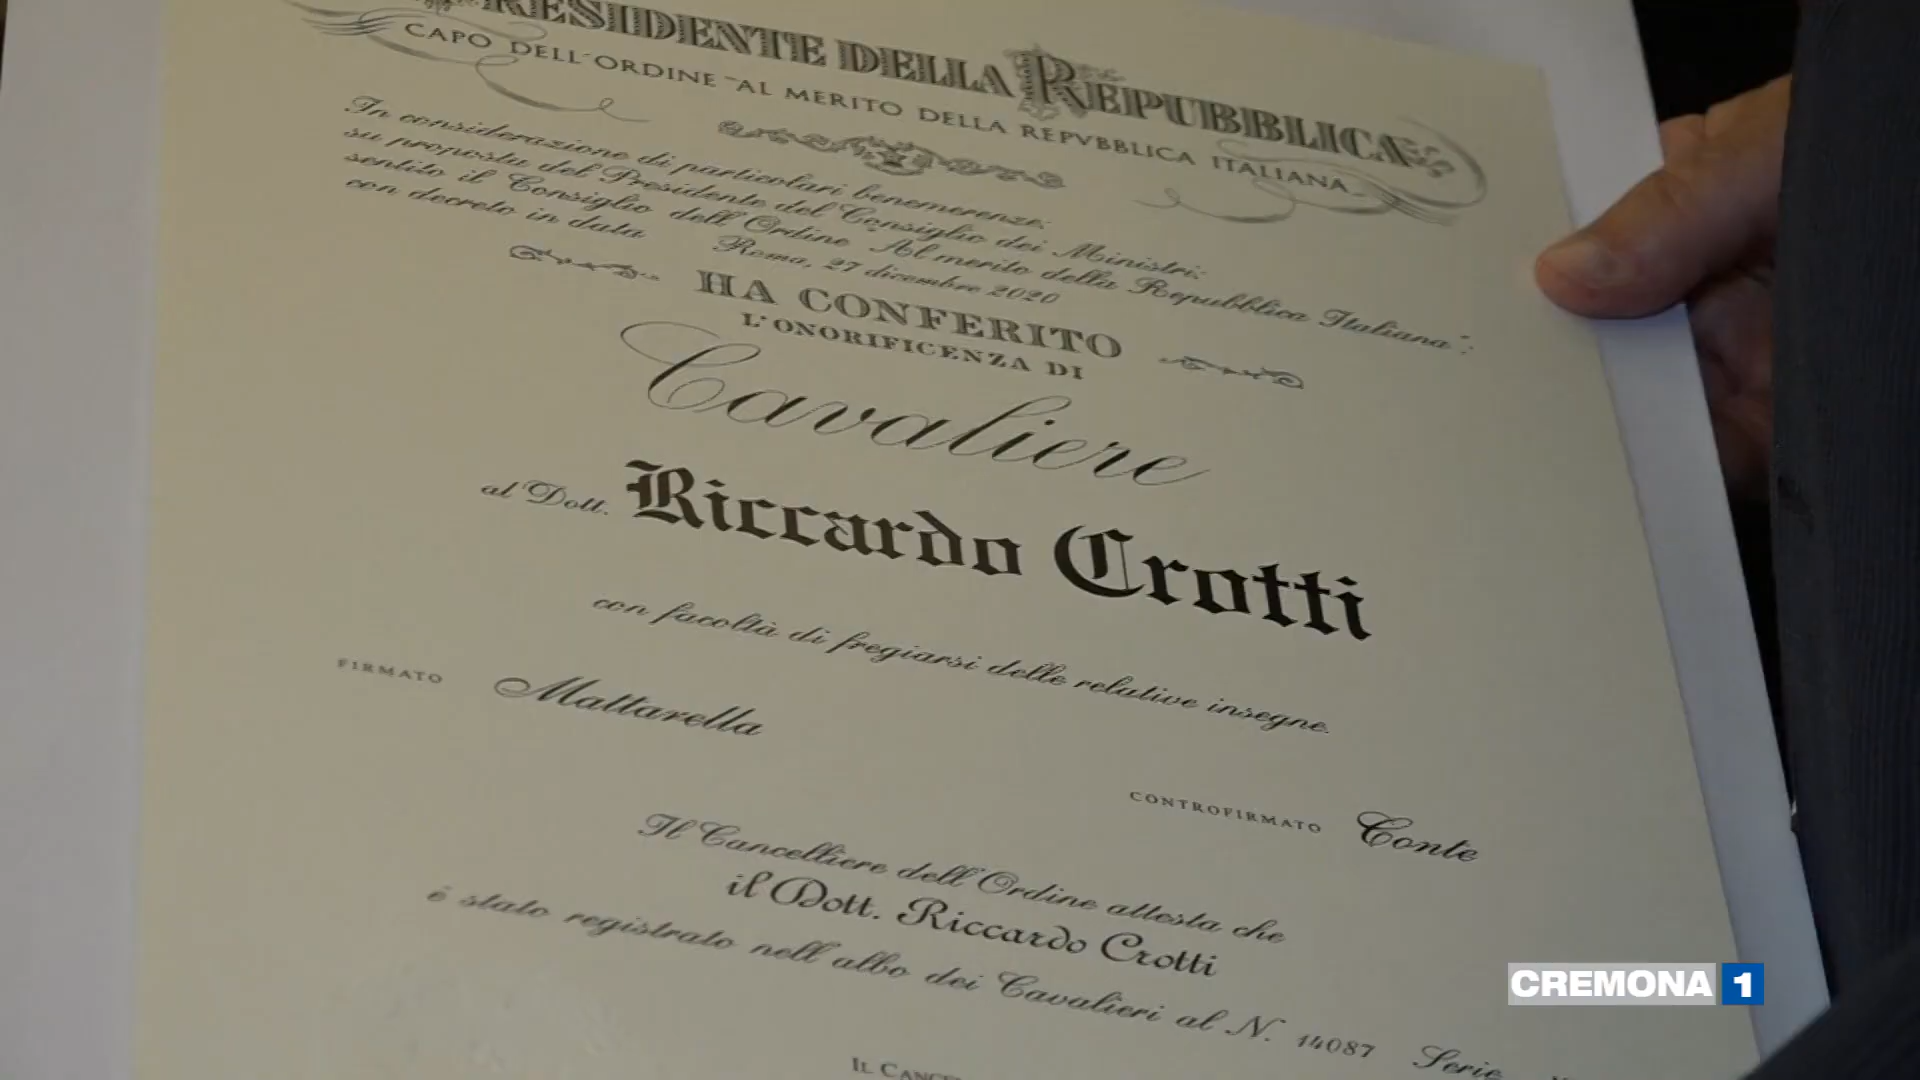 PRESIDENTE DELLA REPUBBLICA
CAPO DELL'ORDINE "AL MERITO DELLA REPVBBLICA ITALIANA"
In considerazione di particolari benemerenze;
su proposta del Presidente del Consiglio dei Ministri;
sentito il Consiglio dell'Ordine "Al merito della Repubblica Italiana";
con decreto in data Roma, 27 dicembre 2020
HA CONFERITO
L'ONORIFICENZA DI
Cavaliere
al Dott. Riccardo Crotti
con facoltà di fregiarsi delle relative insegne.
FIRMATO Mattarella
CONTROFIRMATO Conte
Il Cancelliere dell'Ordine attesta che
il Dott. Riccardo Crotti
è stato registrato nell'albo dei Cavalieri al N. 14087 Serie
IL
CREMONA 1